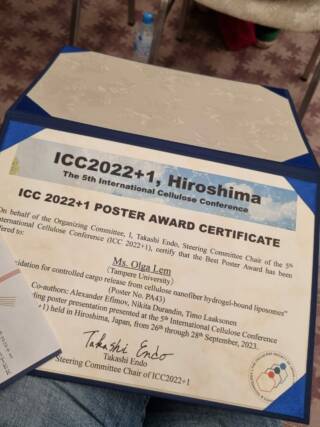 ICC2022+1, Hiroshima
The 5th International Cellulose Conference
ICC 2022+1 POSTER AWARD CERTIFICATE
On behalf of the Organizing Committee, I, Takashi Endo, Steering Committee Chair of the 5th
International Cellulose Conference (ICC 2022+1), certify that the Best Poster Award has been
to:
Ms. Olga Lem
(Tampere University)
for controlled cargo release from cellulose nanofiber hydrogel-bound liposomes"
(Poster No. PA43)
Co-authors: Alexander Efimov, Nikita Durandin, Timo Laaksonen
poster presentation presented at the 5th International Cellulose Conference
+1) held in Hiroshima, Japan, from 26th through 28th September, 2023.
Takashi Endo
Takashi Endo
Steering Committee Chair of ICC2022+1